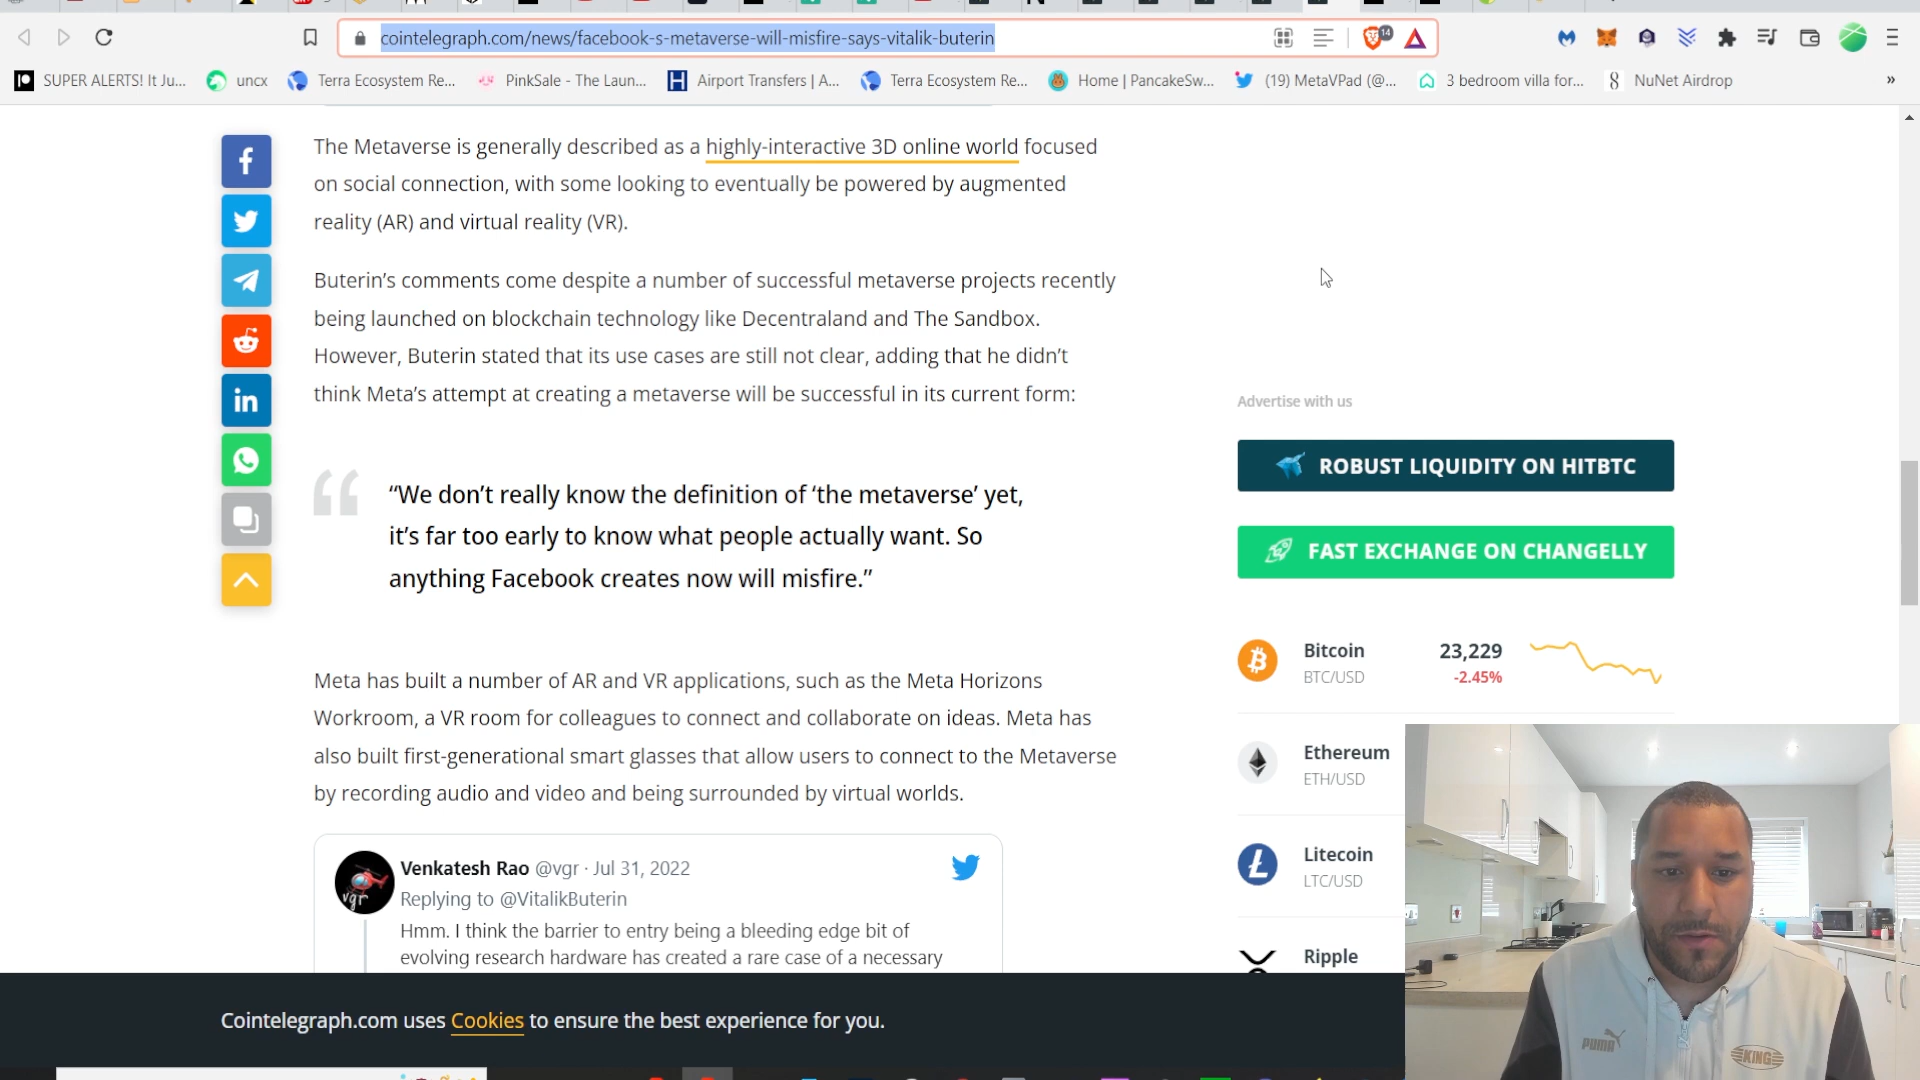 cointelegraph.com/news/facebook-s-metaverse-will-misfire-says-vitalik-buterin
14
SUPER ALERTS! It Ju...
uncx
Terra Ecosystem Re...
PinkSale - The Laun...
Airport Transfers | A...
Terra Ecosystem Re...
Home | PancakeSw...
(19) MetaVPad (@...
3 bedroom villa for...
NuNet Airdrop
»
The Metaverse is generally described as a highly-interactive 3D online world focused
on social connection, with some looking to eventually be powered by augmented
reality (AR) and virtual reality (VR).
Buterin’s comments come despite a number of successful metaverse projects recently
being launched on blockchain technology like Decentraland and The Sandbox.
However, Buterin stated that its use cases are still not clear, adding that he didn’t
think Meta’s attempt at creating a metaverse will be successful in its current form:
“We don’t really know the definition of ‘the metaverse’ yet,
it’s far too early to know what people actually want. So
anything Facebook creates now will misfire.”
Meta has built a number of AR and VR applications, such as the Meta Horizons
Workroom, a VR room for colleagues to connect and collaborate on ideas. Meta has
also built first-generational smart glasses that allow users to connect to the Metaverse
by recording audio and video and being surrounded by virtual worlds.
vgr
Venkatesh Rao @vgr · Jul 31, 2022
Replying to @VitalikButerin
Hmm. I think the barrier to entry being a bleeding edge bit of
evolving research hardware has created a rare case of a necessary
Advertise with us
ROBUST LIQUIDITY ON HITBTC
FAST EXCHANGE ON CHANGELLY
Bitcoin 23,229
BTC/USD -2.45%
Ethereum
ETH/USD
Litecoin
LTC/USD
Ripple
PUMA
KING
Cointelegraph.com uses Cookies to ensure the best experience for you.